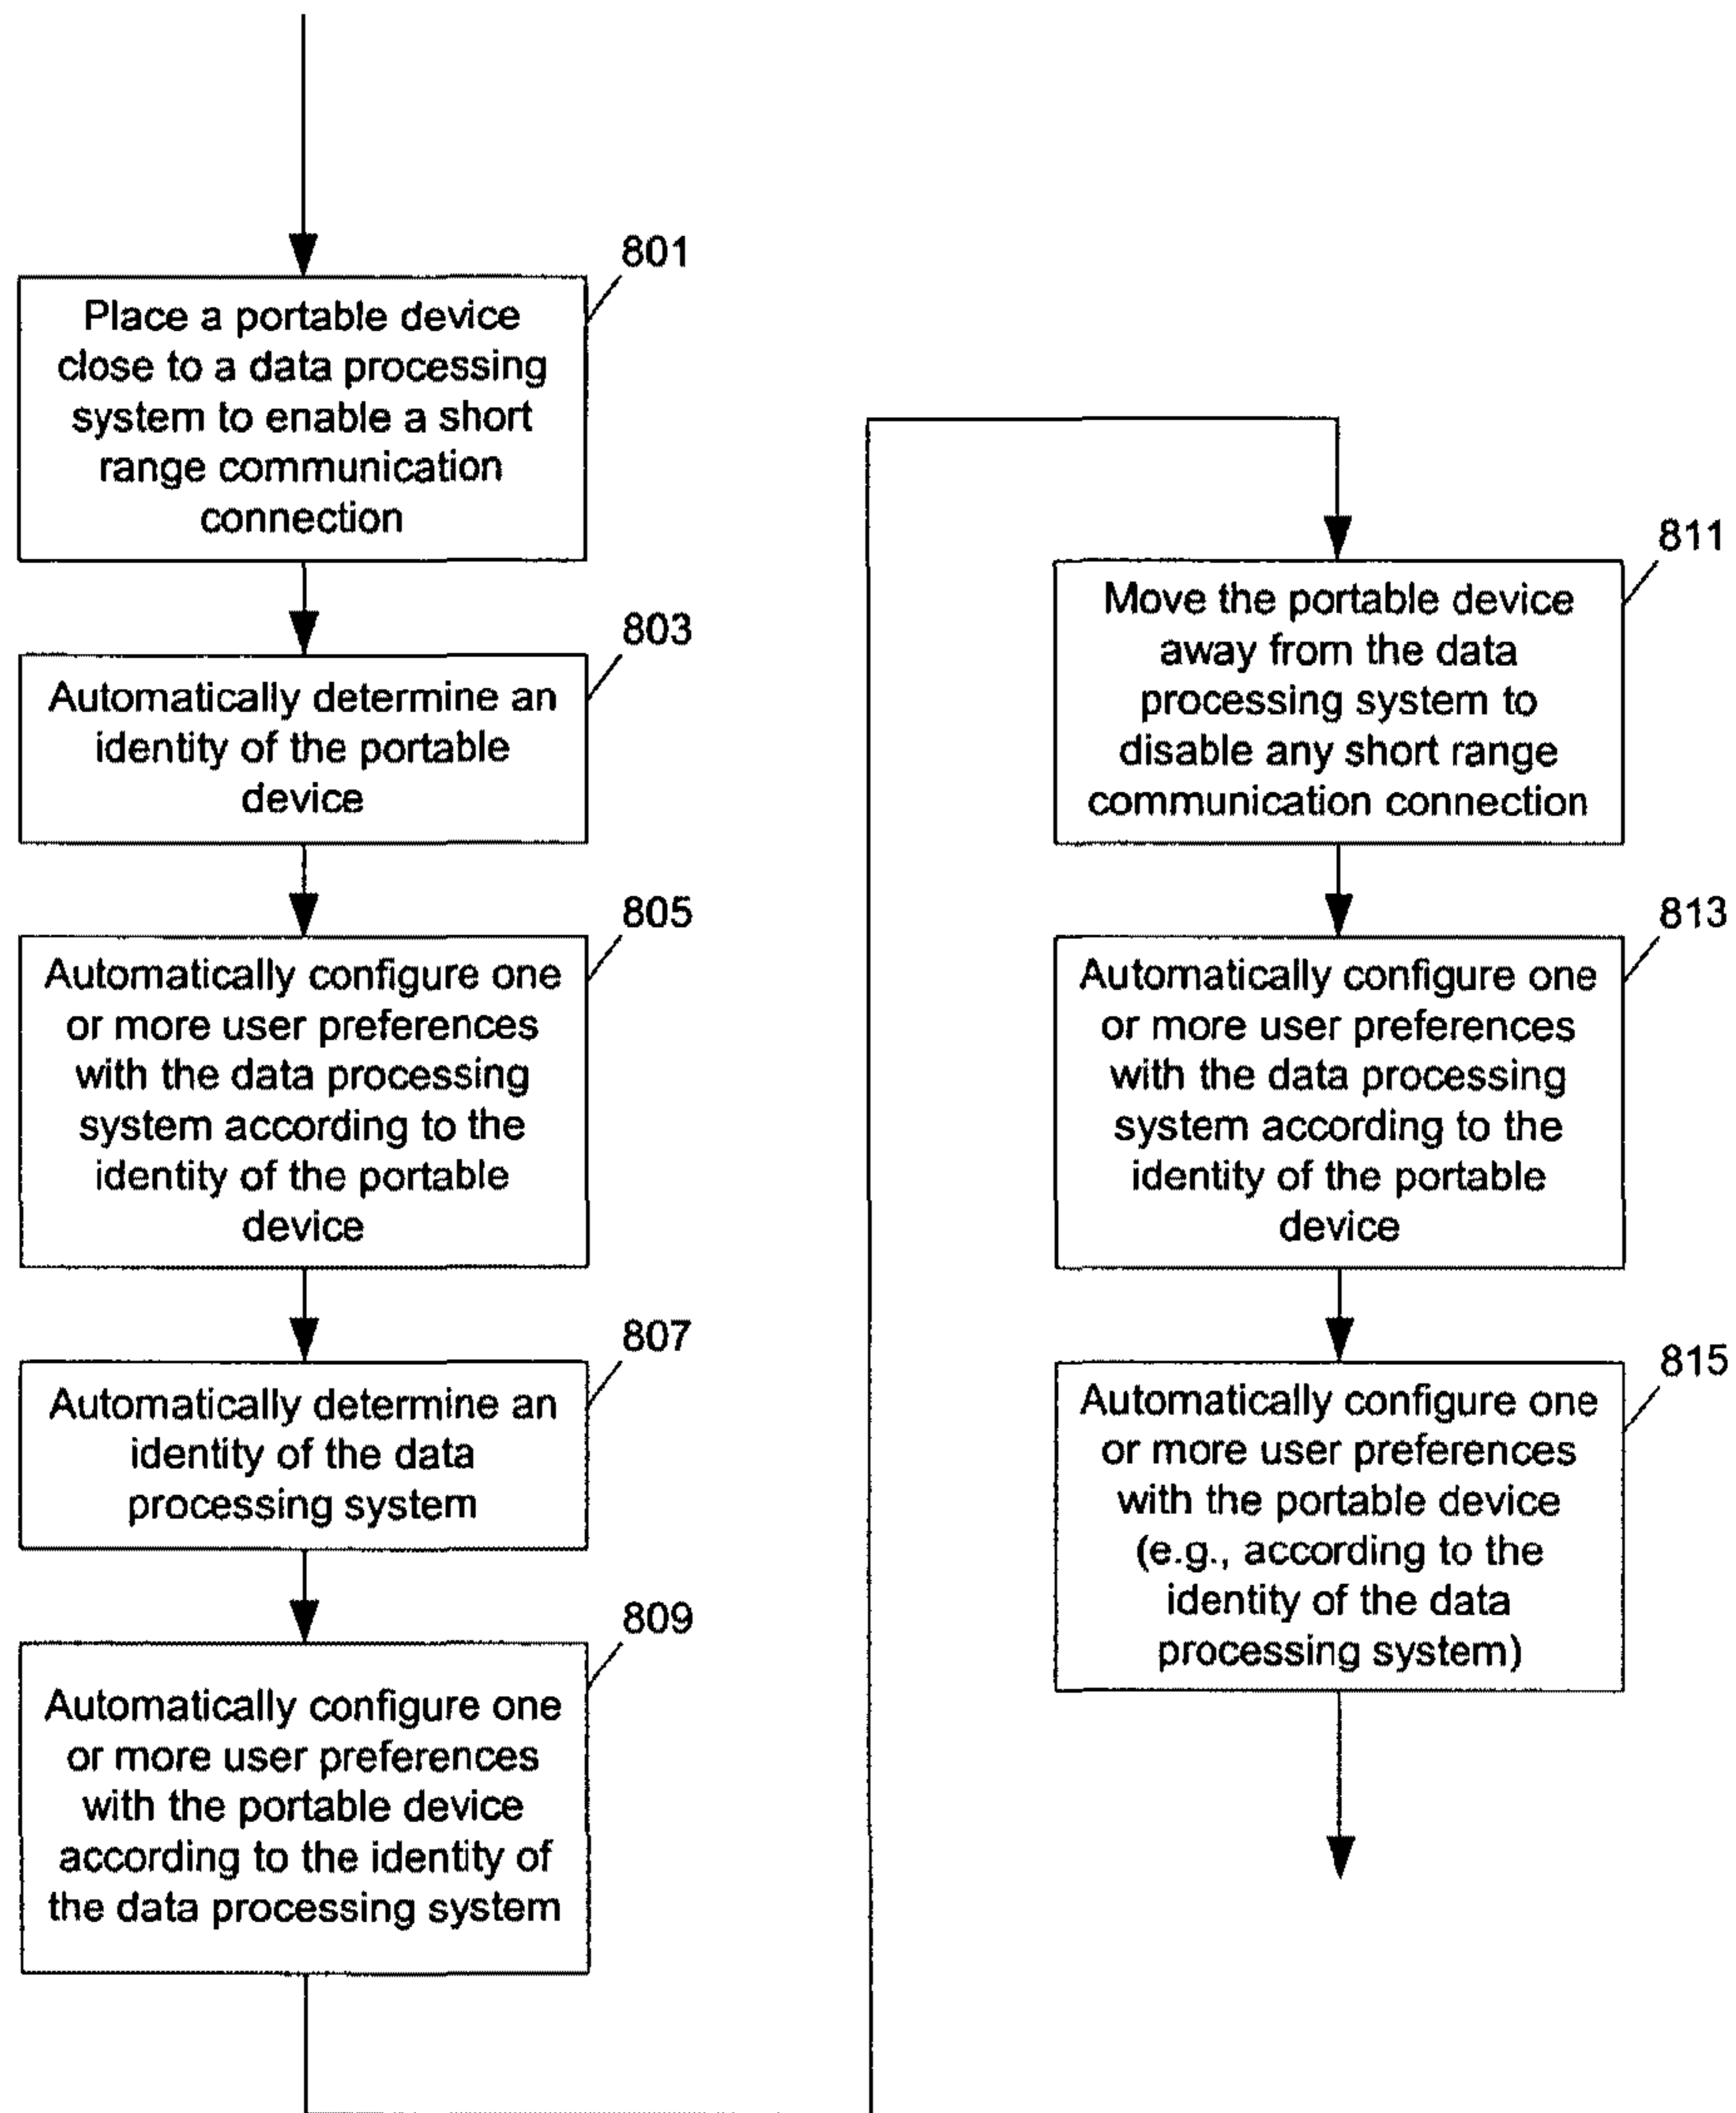 801
Place a portable device
close to a data processing
system to enable a short
range communication
connection
803
Automatically determine an
identity of the portable
device
805
Automatically configure one
or more user preferences
with the data processing
system according to the
identity of the portable
device
807
Automatically determine an
identity of the data
processing system
809
Automatically configure one
or more user preferences
with the portable device
according to the identity of
the data processing system
811
Move the portable device
away from the data
processing system to
disable any short range
communication connection
813
Automatically configure one
or more user preferences
with the data processing
system according to the
identity of the portable
device
815
Automatically configure one
or more user preferences
with the portable device
(e.g., according to the
identity of the data
processing system)